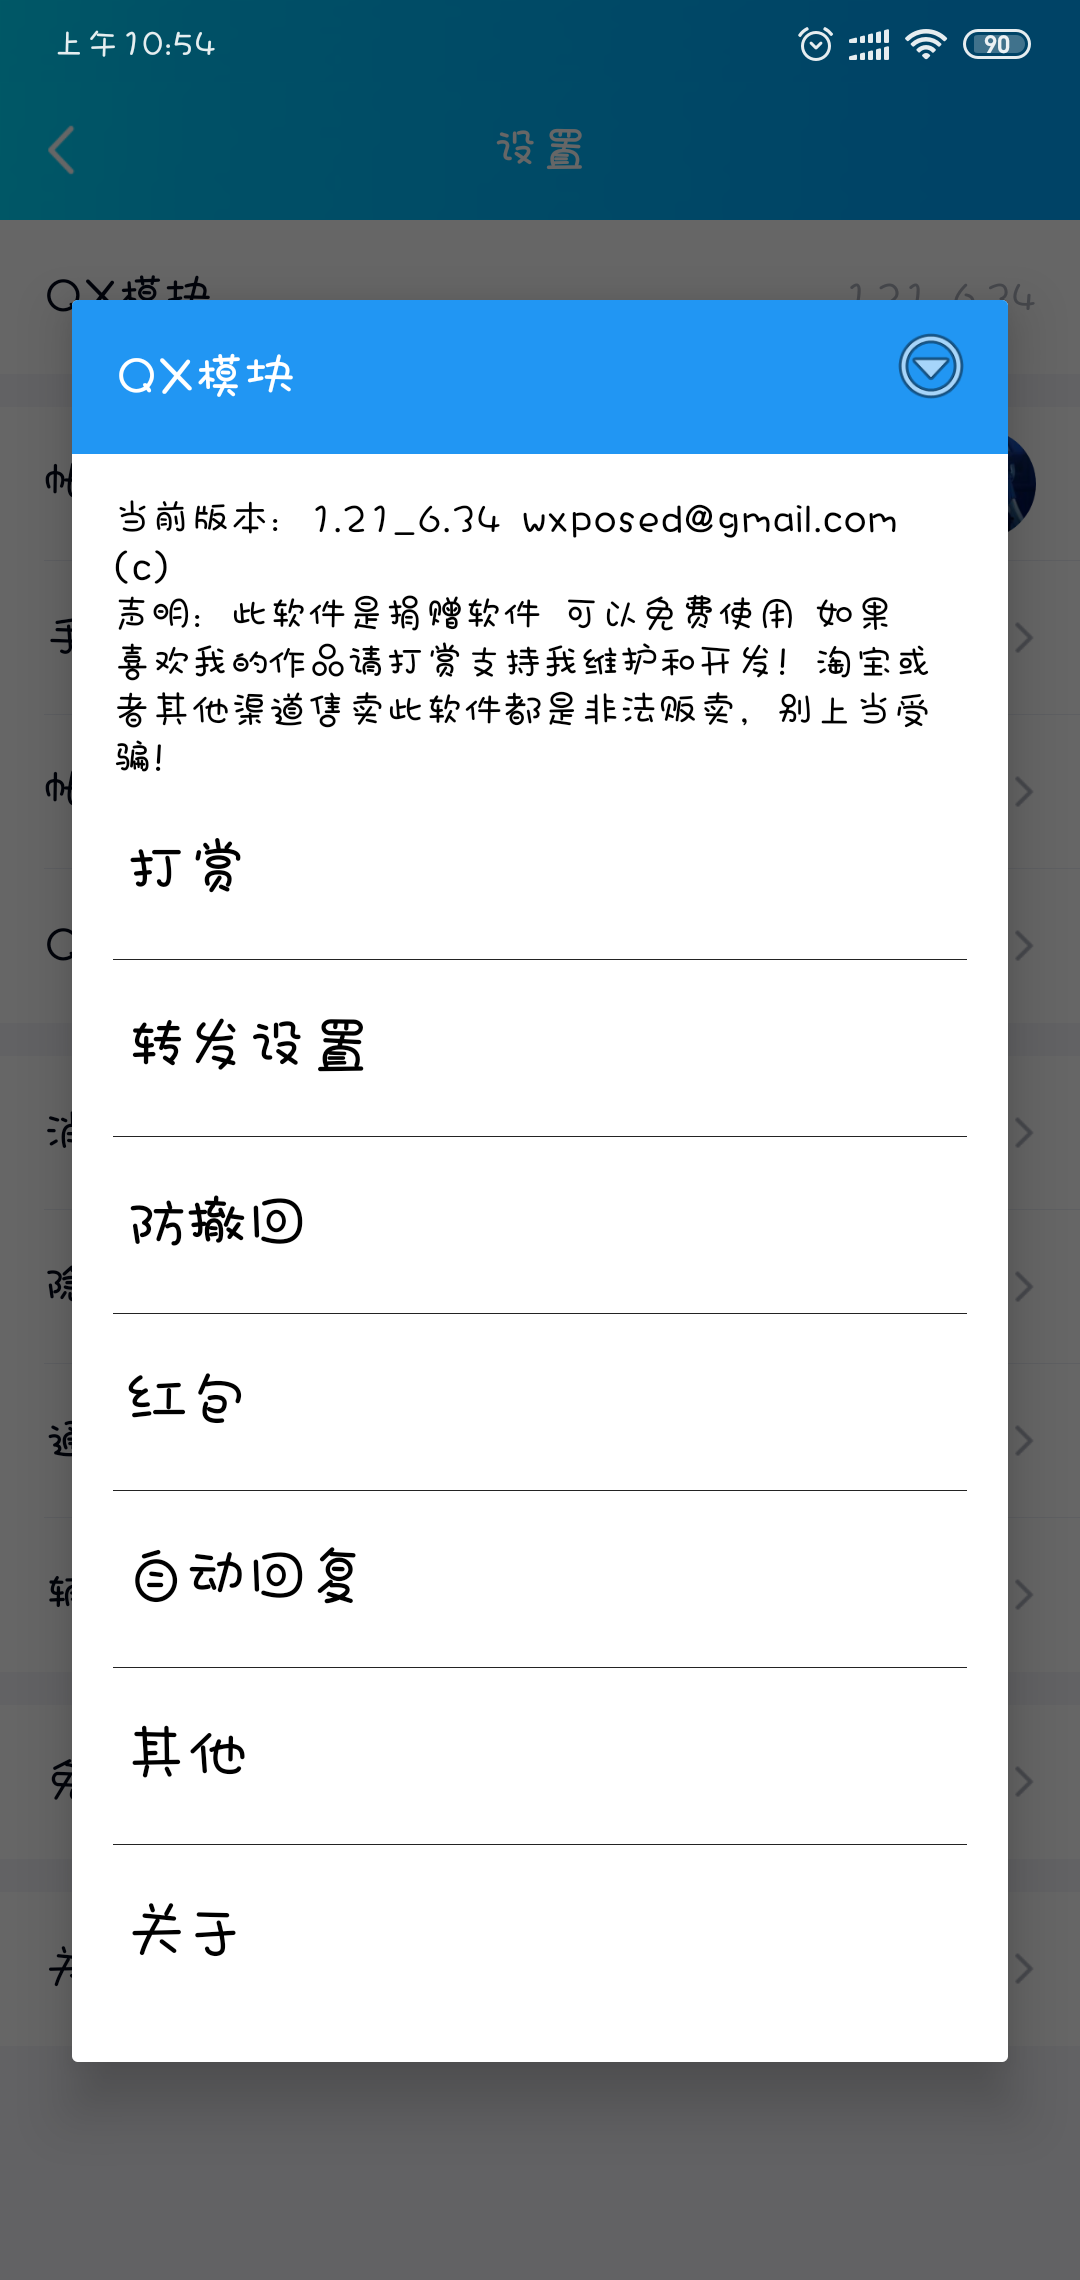 上午10:54
90
设置
QX模块
1.21_6.34
QX模块
当前版本： 1.21_6.34 wxposed@gmail.com
(c)
声明：此软件是捐赠软件 可以免费使用 如果
喜欢我的作品请打赏支持我维护和开发！淘宝或
者其他渠道售卖此软件都是非法贩卖，别上当受
骗！
打赏
转发设置
防撤回
红包
自动回复
其他
关于